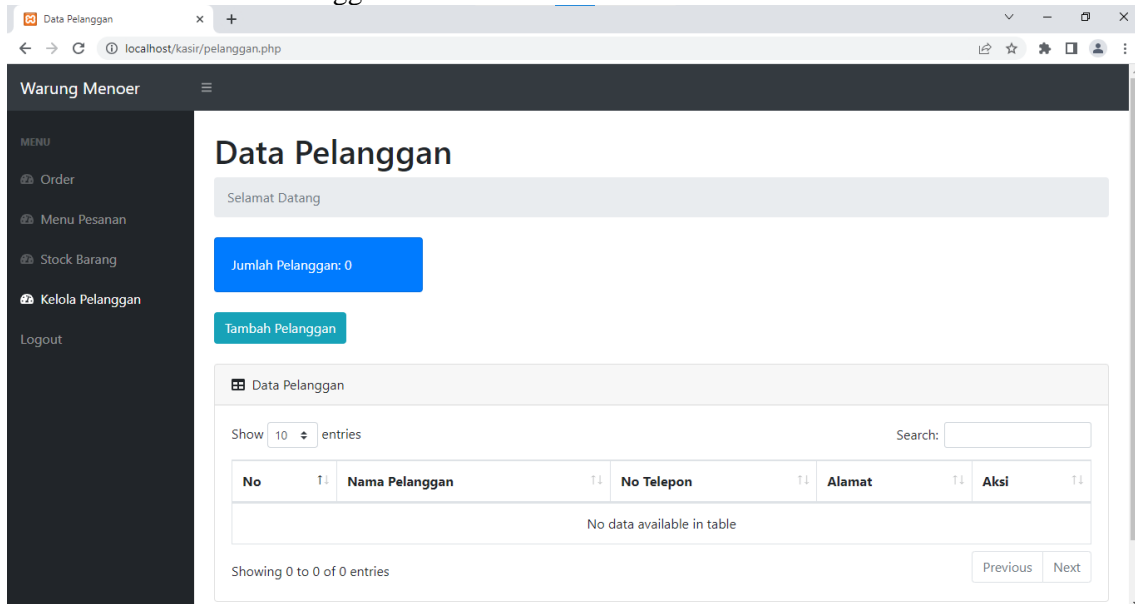 Data Pelanggan
localhost/kasir/pelanggan.php
Warung Menoer
MENU
Order
Menu Pesanan
Stock Barang
Kelola Pelanggan
Logout
Data Pelanggan
Selamat Datang
Jumlah Pelanggan: 0
Tambah Pelanggan
Data Pelanggan
Show 10 entries Search:
No Nama Pelanggan No Telepon Alamat Aksi
No data available in table
Showing 0 to 0 of 0 entries Previous Next